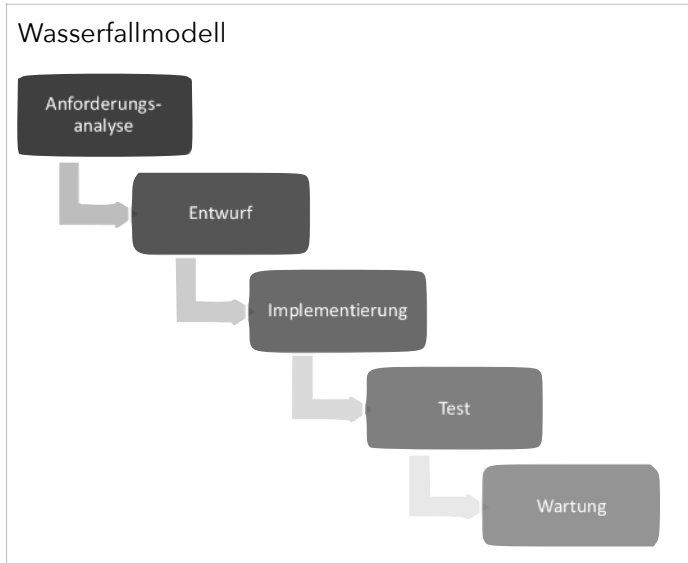 Wasserfallmodell
Anforderungs-
analyse
Entwurf
Implementierung
Test
Wartung